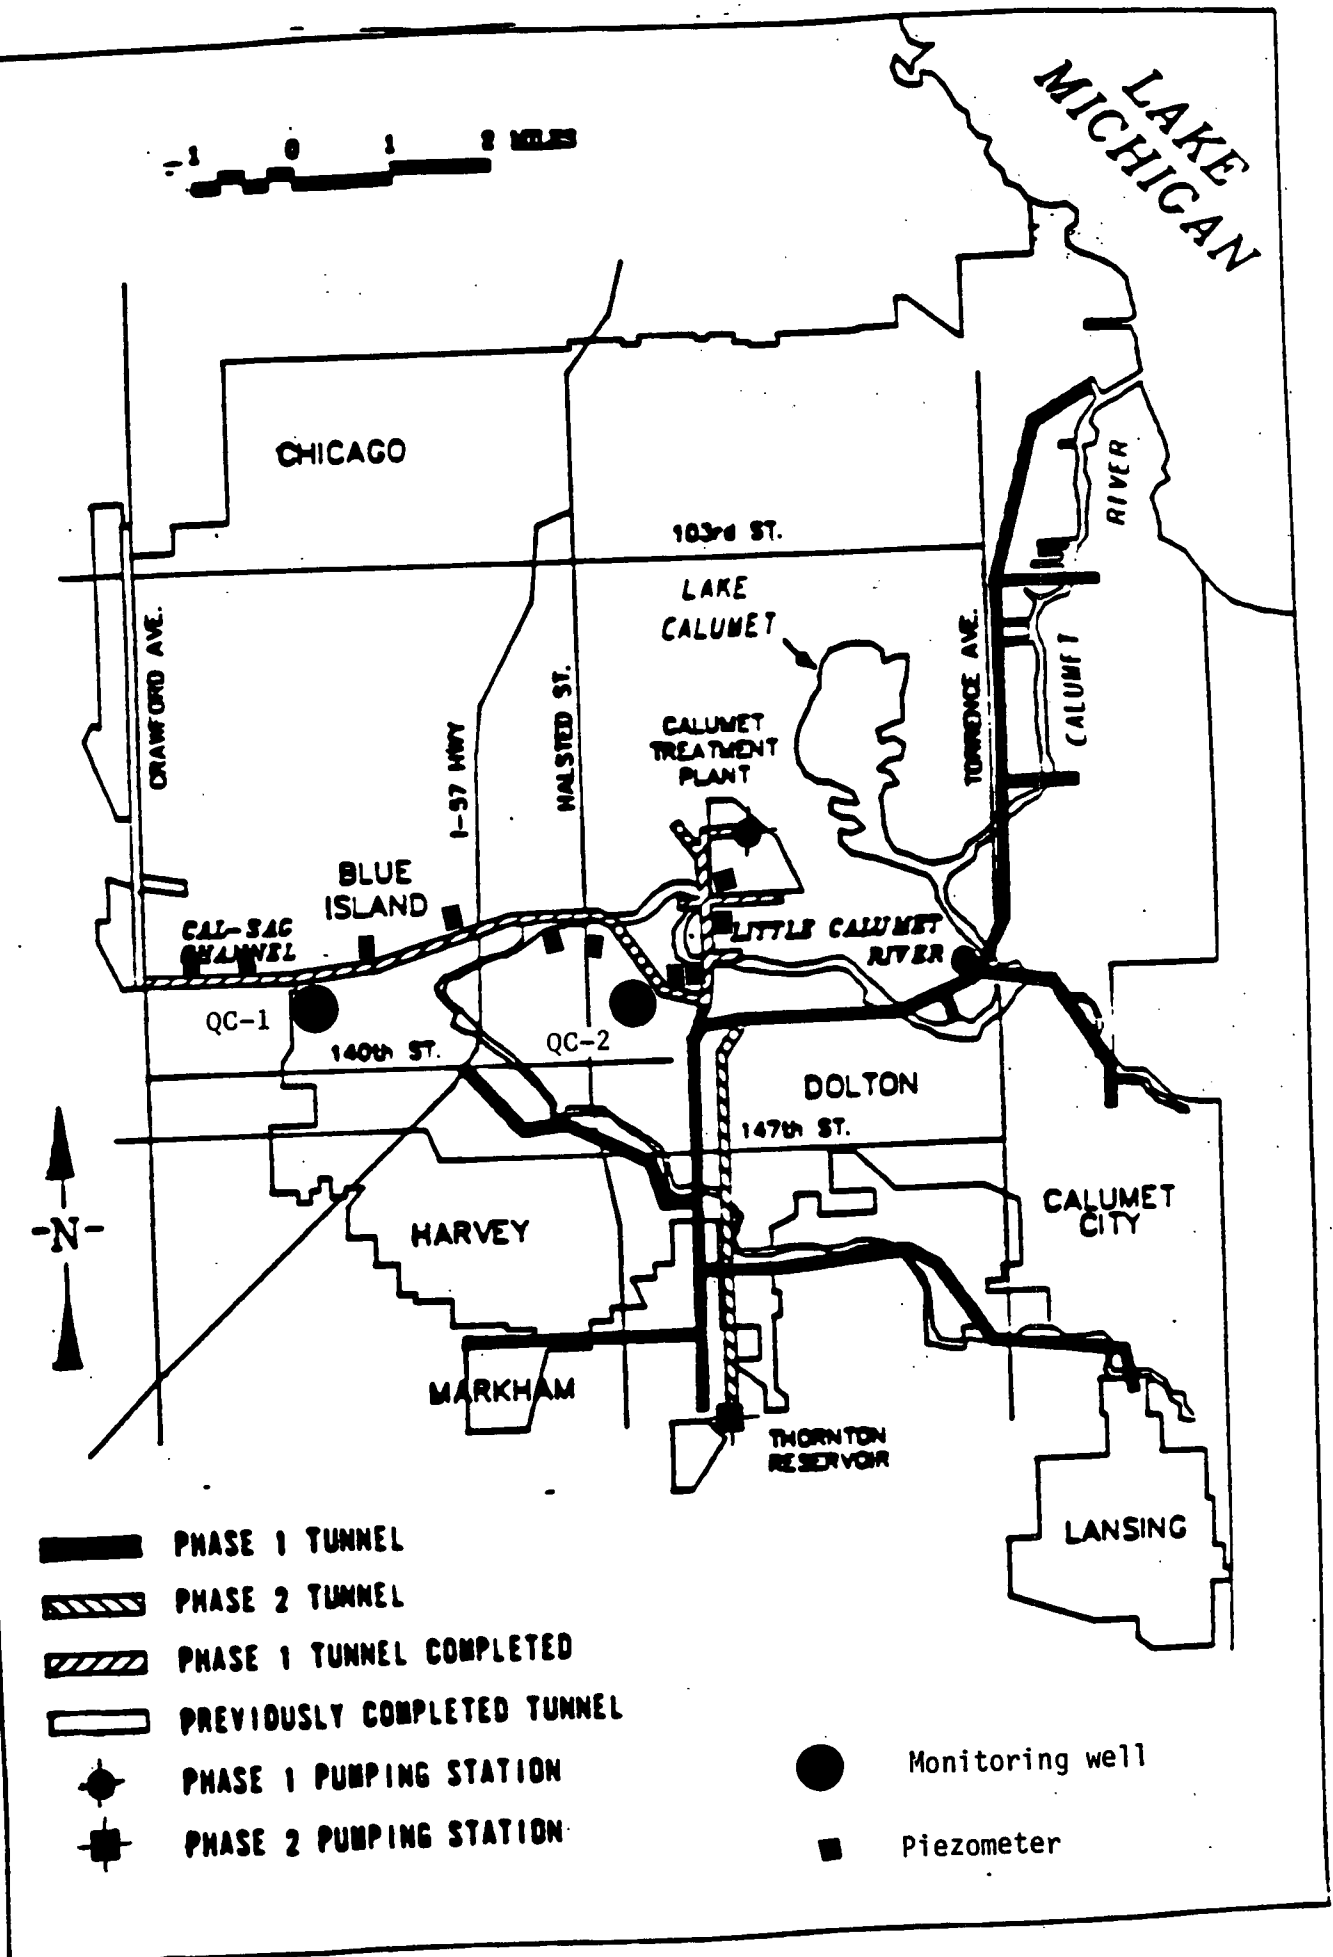 LAKE
MICHIGAN
1 0 1 2 MILES
CHICAGO
RIVER
103rd ST.
LAKE
CALUMET
CRAWFORD AVE.
I-57 HWY
HALSTED ST.
TORRENCE AVE.
CALUMET
CALUMET
TREATMENT
PLANT
BLUE
ISLAND
CAL-SAG
CHANNEL
LITTLE CALUMET
RIVER
QC-1
QC-2
140th ST.
DOLTON
147th ST.
-N-
HARVEY
CALUMET
CITY
MARKHAM
THORNTON
RESERVOIR
LANSING
PHASE 1 TUNNEL
PHASE 2 TUNNEL
PHASE 1 TUNNEL COMPLETED
PREVIOUSLY COMPLETED TUNNEL
PHASE 1 PUMPING STATION
PHASE 2 PUMPING STATION
Monitoring well
Piezometer